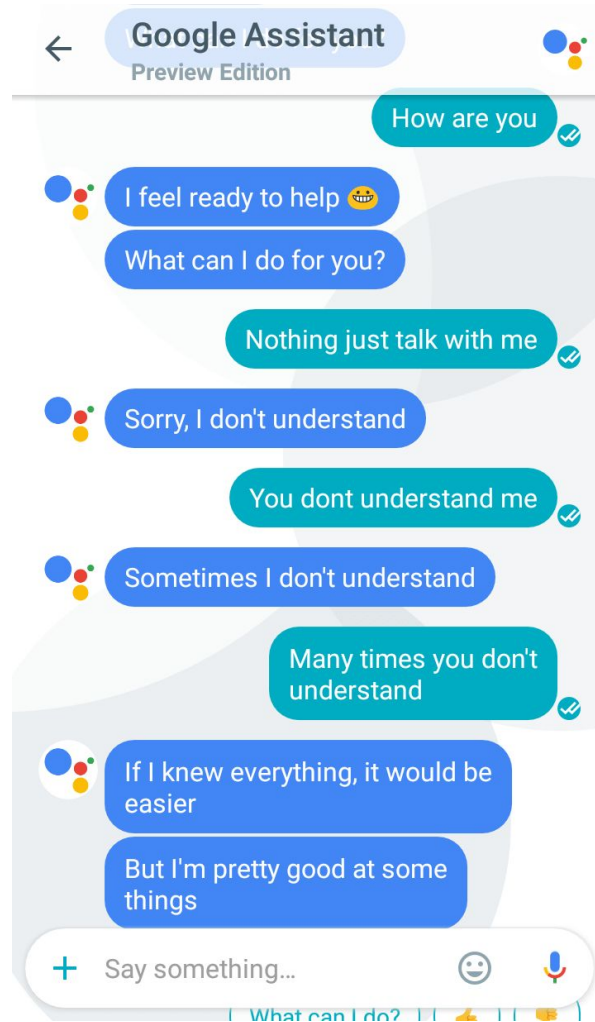 Google Assistant
Preview Edition
How are you
I feel ready to help 😁
What can I do for you?
Nothing just talk with me
Sorry, I don't understand
You dont understand me
Sometimes I don't understand
Many times you don't
understand
If I knew everything, it would be
easier
But I'm pretty good at some
things
Say something...
What can I do?